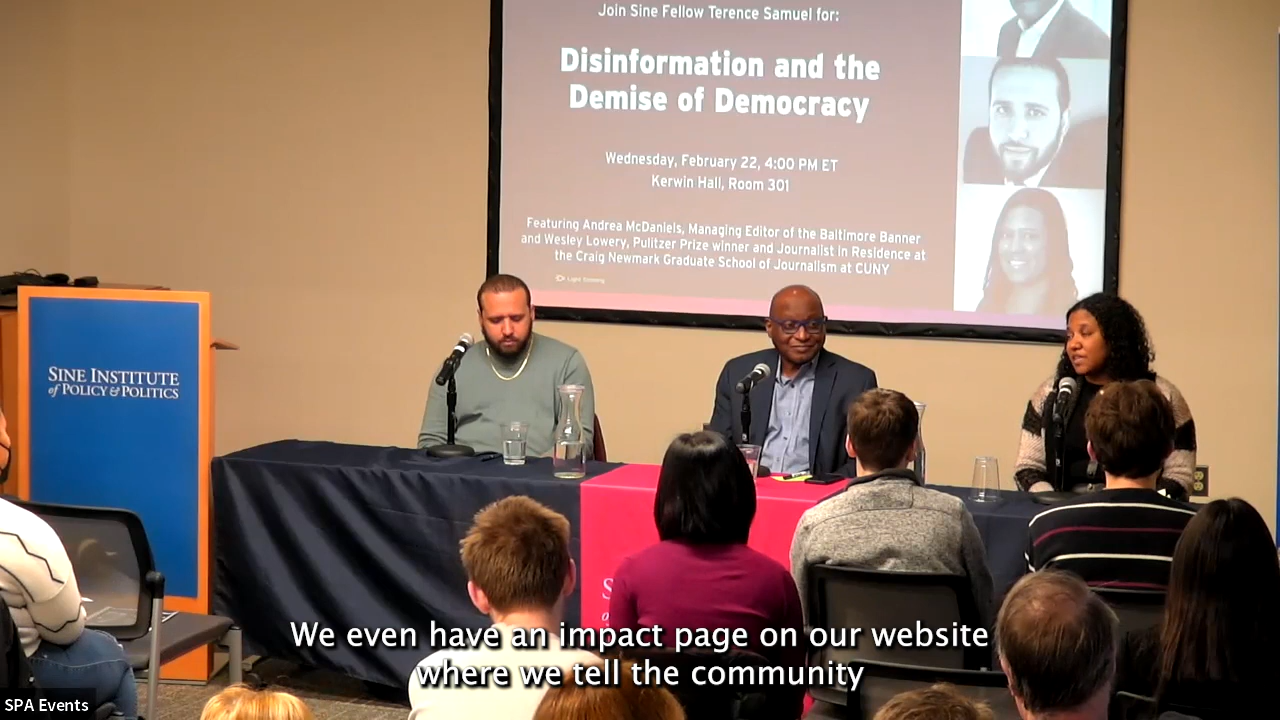 Join Sine Fellow Terence Samuel for:
Disinformation and the
Demise of Democracy
Wednesday, February 22, 4:00 PM ET
Kerwin Hall, Room 301
Featuring Andrea McDaniels, Managing Editor of the Baltimore Banner
and Wesley Lowery, Pulitzer Prize winner and Journalist in Residence at
the Craig Newmark Graduate School of Journalism at CUNY
SINE INSTITUTE
of POLICY & POLITICS
We even have an impact page on our website
where we tell the community
SPA Events